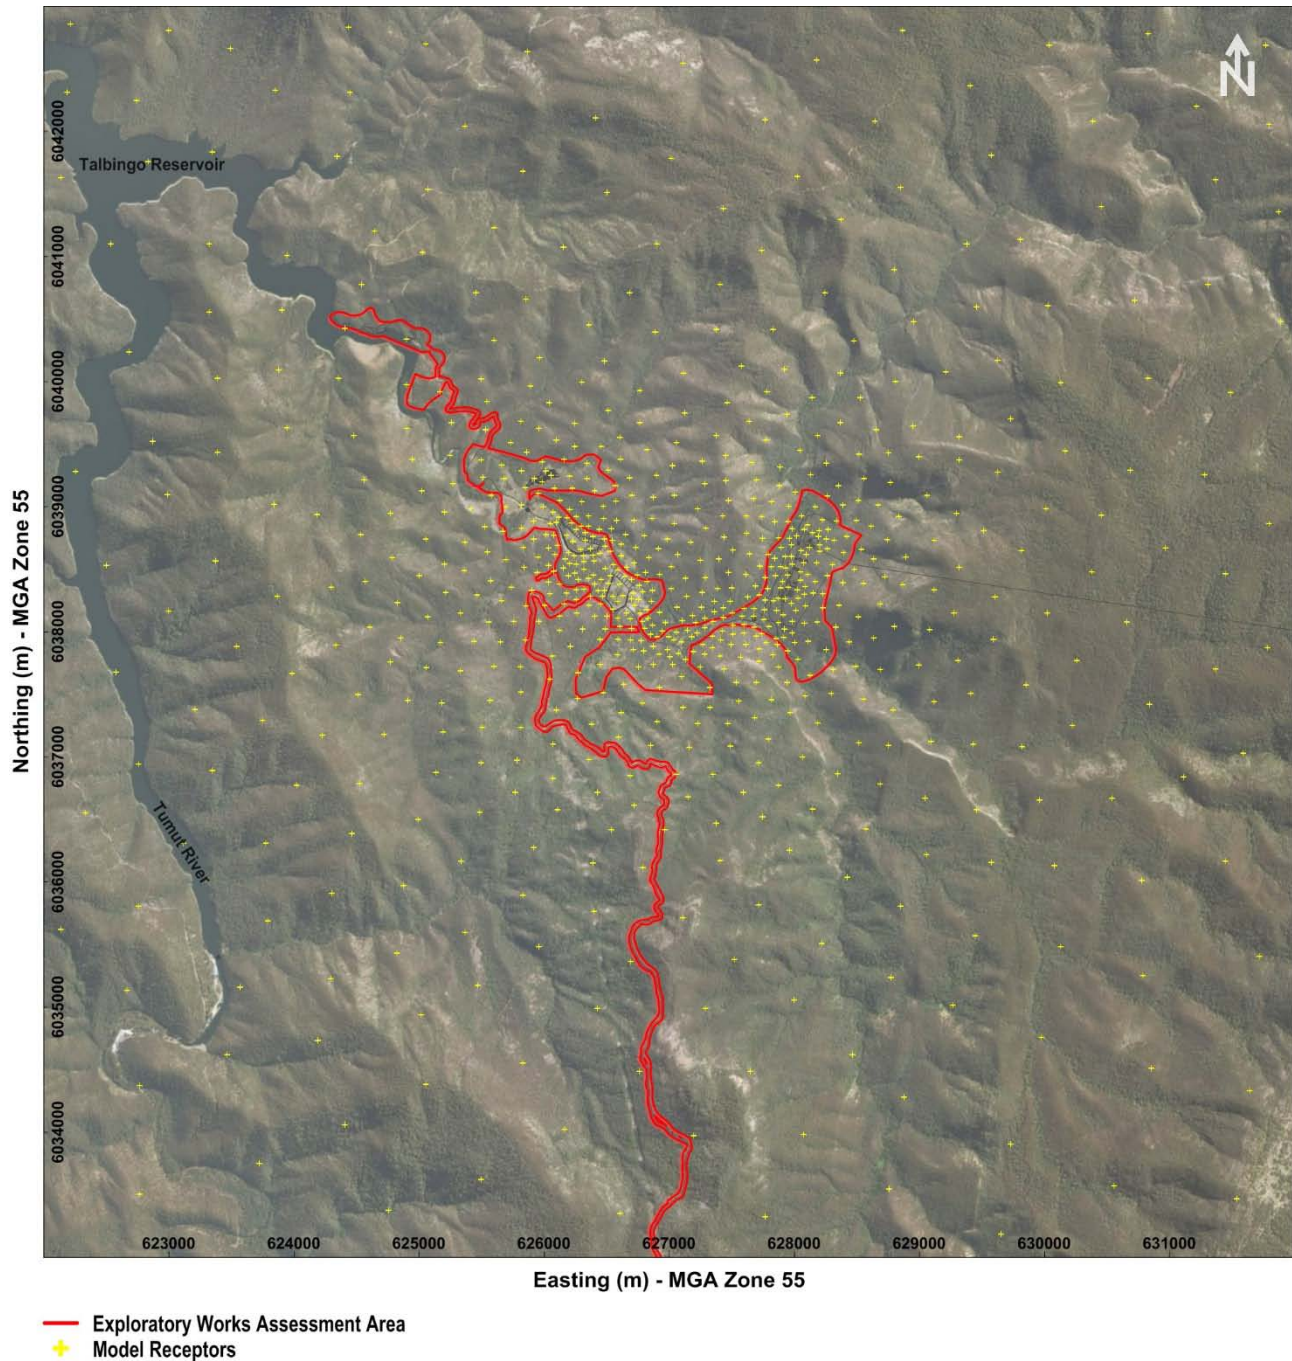 N
6042000
Talbingo Reservoir
6041000
6040000
6039000
6038000
6037000
6036000
6035000
6034000
Northing (m) - MGA Zone 55
Tumut River
623000 624000 625000 626000 627000 628000 629000 630000 631000
Easting (m) - MGA Zone 55
Exploratory Works Assessment Area
Model Receptors